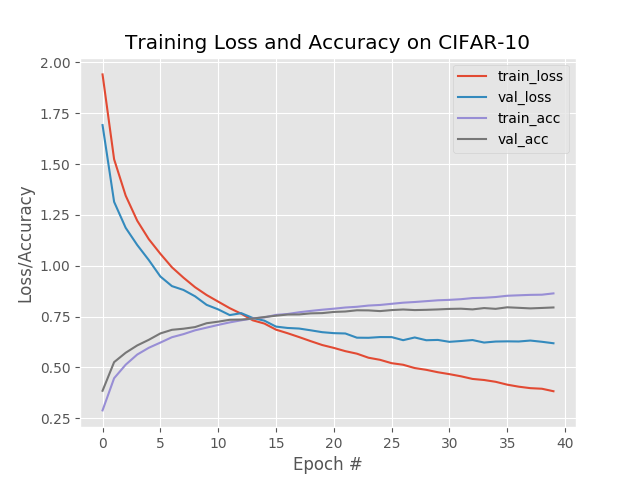 Training Loss and Accuracy on CIFAR-10
train_loss
val_loss
train_acc
val_acc
2.00
1.75
1.50
1.25
1.00
0.75
0.50
0.25
Loss/Accuracy
0 5 10 15 20 25 30 35 40
Epoch #